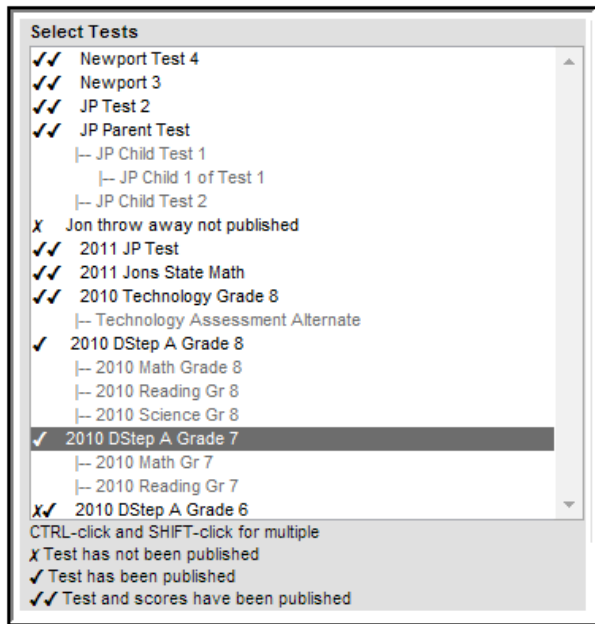 Select Tests
✓✓ Newport Test 4
✓✓ Newport 3
✓✓ JP Test 2
✓✓ JP Parent Test
|-- JP Child Test 1
|-- JP Child 1 of Test 1
|-- JP Child Test 2
✗ Jon throw away not published
✓✓ 2011 JP Test
✓✓ 2011 Jons State Math
✓✓ 2010 Technology Grade 8
|-- Technology Assessment Alternate
✓ 2010 DStep A Grade 8
|-- 2010 Math Grade 8
|-- 2010 Reading Gr 8
|-- 2010 Science Gr 8
✓ 2010 DStep A Grade 7
|-- 2010 Math Gr 7
|-- 2010 Reading Gr 7
✗✓ 2010 DStep A Grade 6
CTRL-click and SHIFT-click for multiple
✗ Test has not been published
✓ Test has been published
✓✓ Test and scores have been published